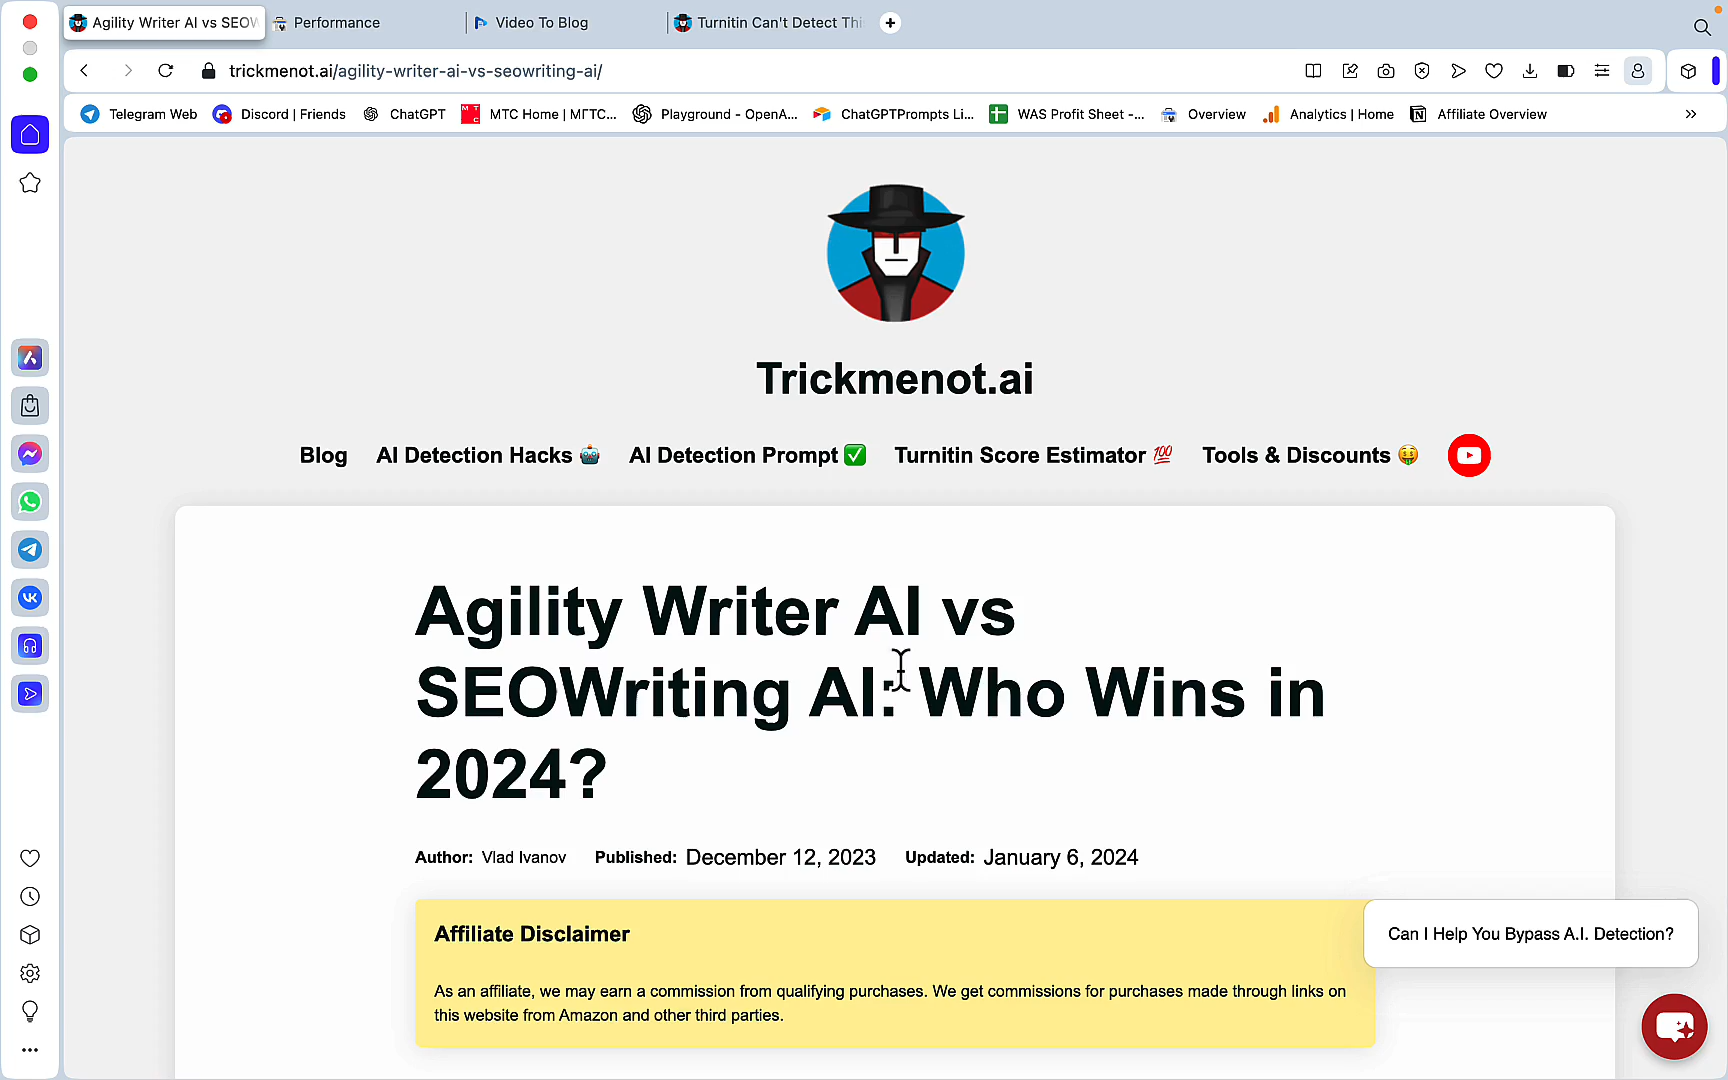 Agility Writer AI vs SEOW
Performance
Video To Blog
Turnitin Can't Detect Thi
trickmenot.ai/agility-writer-ai-vs-seowriting-ai/
Telegram Web
Discord | Friends
ChatGPT
MTC
MTC Home | МГТС...
Playground - OpenA...
ChatGPTPrompts Li...
WAS Profit Sheet -...
Overview
Analytics | Home
Affiliate Overview
Trickmenot.ai
Blog
AI Detection Hacks 🤖
AI Detection Prompt ✅
Turnitin Score Estimator 💯
Tools & Discounts 🤑
Agility Writer AI vs
SEOWriting AI: Who Wins in
2024?
Author: Vlad Ivanov
Published: December 12, 2023
Updated: January 6, 2024
Affiliate Disclaimer
As an affiliate, we may earn a commission from qualifying purchases. We get commissions for purchases made through links on
this website from Amazon and other third parties.
Can I Help You Bypass A.I. Detection?